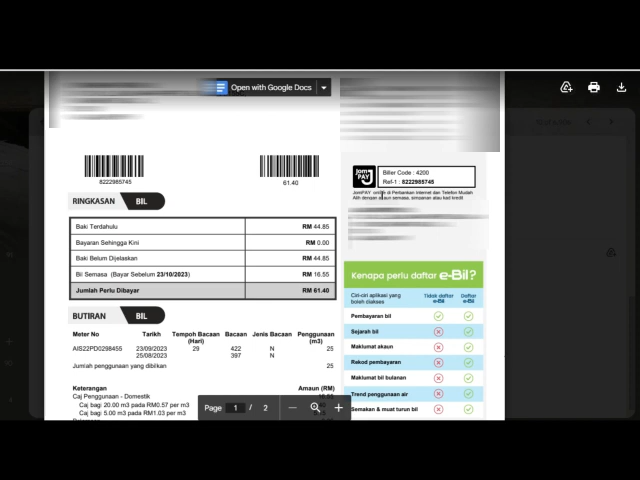 Open with Google Docs
8222985745
61.40
Jom PAY
Biller Code : 4200
Ref-1 : 8222985745
JomPAY online di Perbankan Internet dan Telefon Mudah
Alih dengan akaun semasa, simpanan atau kad kredit
RINGKASAN BIL
Baki Terdahulu RM 44.85
Bayaran Sehingga Kini RM 0.00
Baki Belum Dijelaskan RM 44.85
Bil Semasa (Bayar Sebelum 23/10/2023) RM 16.55
Jumlah Perlu Dibayar RM 61.40
Kenapa perlu daftar e-Bil?
Ciri-ciri aplikasi yang boleh diakses
Tidak daftar e-Bil
Daftar e-Bil
Pembayaran bil
Sejarah bil
Maklumat akaun
Rekod pembayaran
Maklumat bil bulanan
Trend penggunaan air
Semakan & muat turun bil
BUTIRAN BIL
Meter No Tarikh Tempoh Bacaan Bacaan Jenis Bacaan Penggunaan
(Hari) (m3)
AIS22PD0298455 23/09/2023 29 422 N 25
25/08/2023 397 N
Jumlah penggunaan yang dibilkan 25
Keterangan Amaun (RM)
Caj Penggunaan - Domestik
Caj bagi 20.00 m3 pada RM0.57 per m3
Caj bagi 5.00 m3 pada RM1.03 per m3
Page 1 / 2